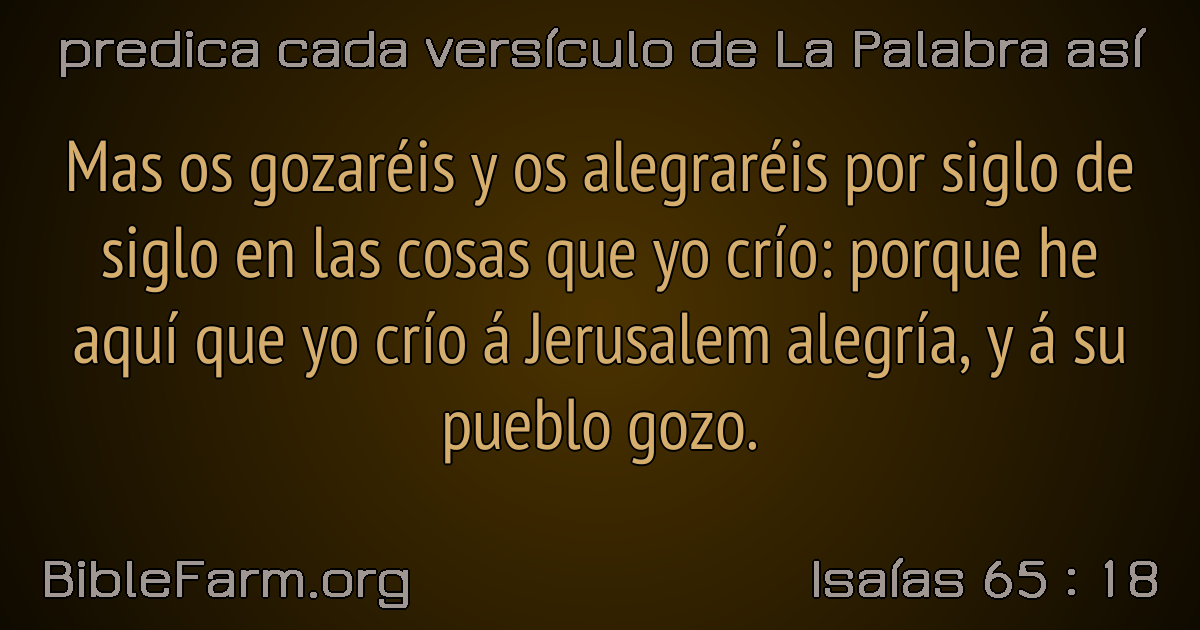 predica cada versículo de La Palabra así
Mas os gozaréis y os alegraréis por siglo de
siglo en las cosas que yo crío: porque he
aquí que yo crío á Jerusalem alegría, y á su
pueblo gozo.
BibleFarm.org
Isaías 65 : 18